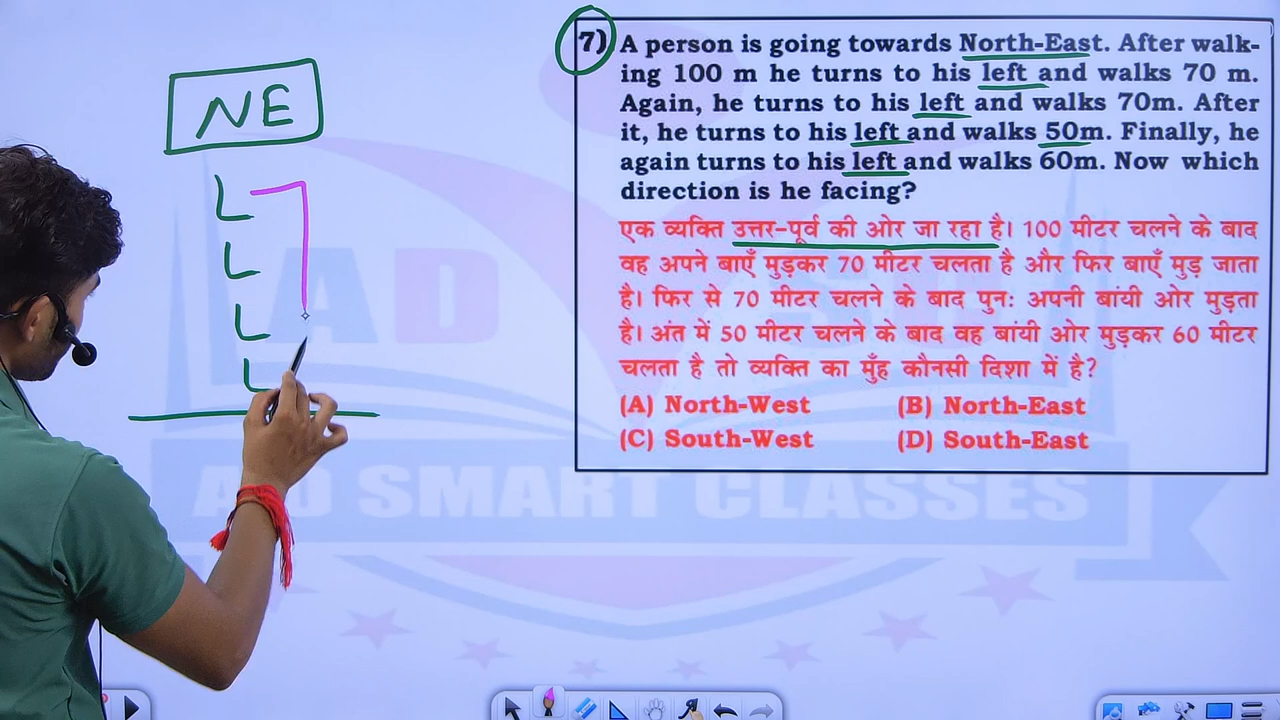 NE
L
L
L
L
7) A person is going towards North-East. After walk-
ing 100 m he turns to his left and walks 70 m.
Again, he turns to his left and walks 70m. After
it, he turns to his left and walks 50m. Finally, he
again turns to his left and walks 60m. Now which
direction is he facing?
एक व्यक्ति उत्तर-पूर्व की ओर जा रहा है। 100 मीटर चलने के बाद
वह अपने बाएँ मुड़कर 70 मीटर चलता है और फिर बाएँ मुड़ जाता
है। फिर से 70 मीटर चलने के बाद पुनः अपनी बांयी ओर मुड़ता
है। अंत में 50 मीटर चलने के बाद वह बांयी ओर मुड़कर 60 मीटर
चलता है तो व्यक्ति का मुँह कौनसी दिशा में है?
(A) North-West (B) North-East
(C) South-West (D) South-East
AD SMART CLASSES